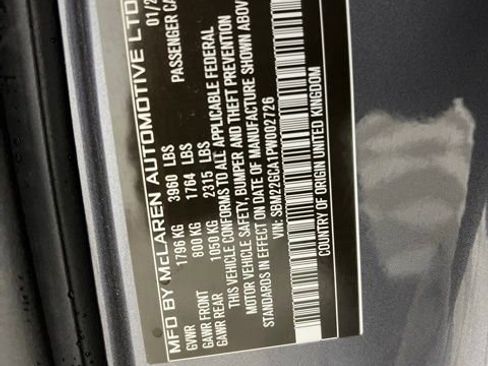 MFD BY McLAREN AUTOMOTIVE LTD
01/2
GVWR 1796 KG 3960 LBS
PASSENGER CA
GAWR FRONT 800 KG 1764 LBS
GAWR REAR 1050 KG 2315 LBS
THIS VEHICLE CONFORMS TO ALL APPLICABLE FEDERAL
MOTOR VEHICLE SAFETY, BUMPER AND THEFT PREVENTION
STANDARDS IN EFFECT ON DATE OF MANUFACTURE SHOWN ABOV
VIN: SBM22GCA1PW002726
COUNTRY OF ORIGIN UNITED KINGDOM